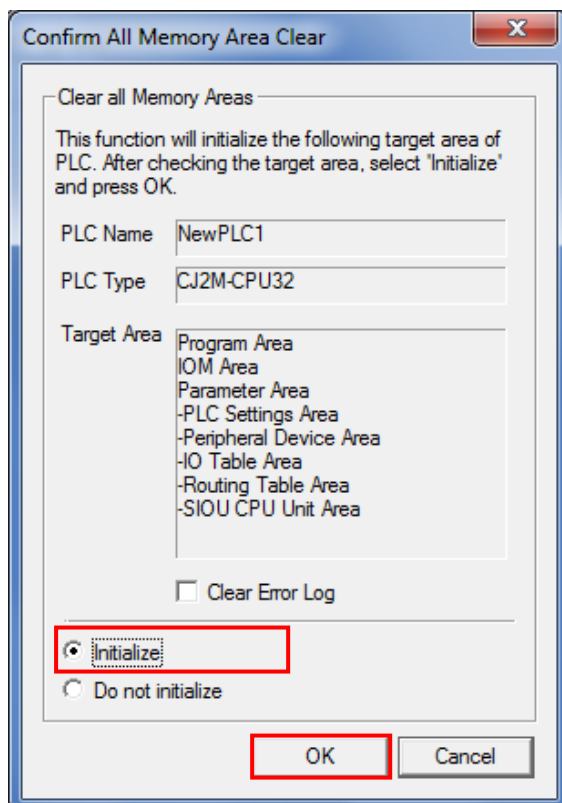 Confirm All Memory Area Clear
Clear all Memory Areas
This function will initialize the following target area of
PLC. After checking the target area, select 'Initialize'
and press OK.
PLC Name NewPLC1
PLC Type CJ2M-CPU32
Target Area Program Area
IOM Area
Parameter Area
-PLC Settings Area
-Peripheral Device Area
-IO Table Area
-Routing Table Area
-SIOU CPU Unit Area
Clear Error Log
Initialize
Do not initialize
OK Cancel